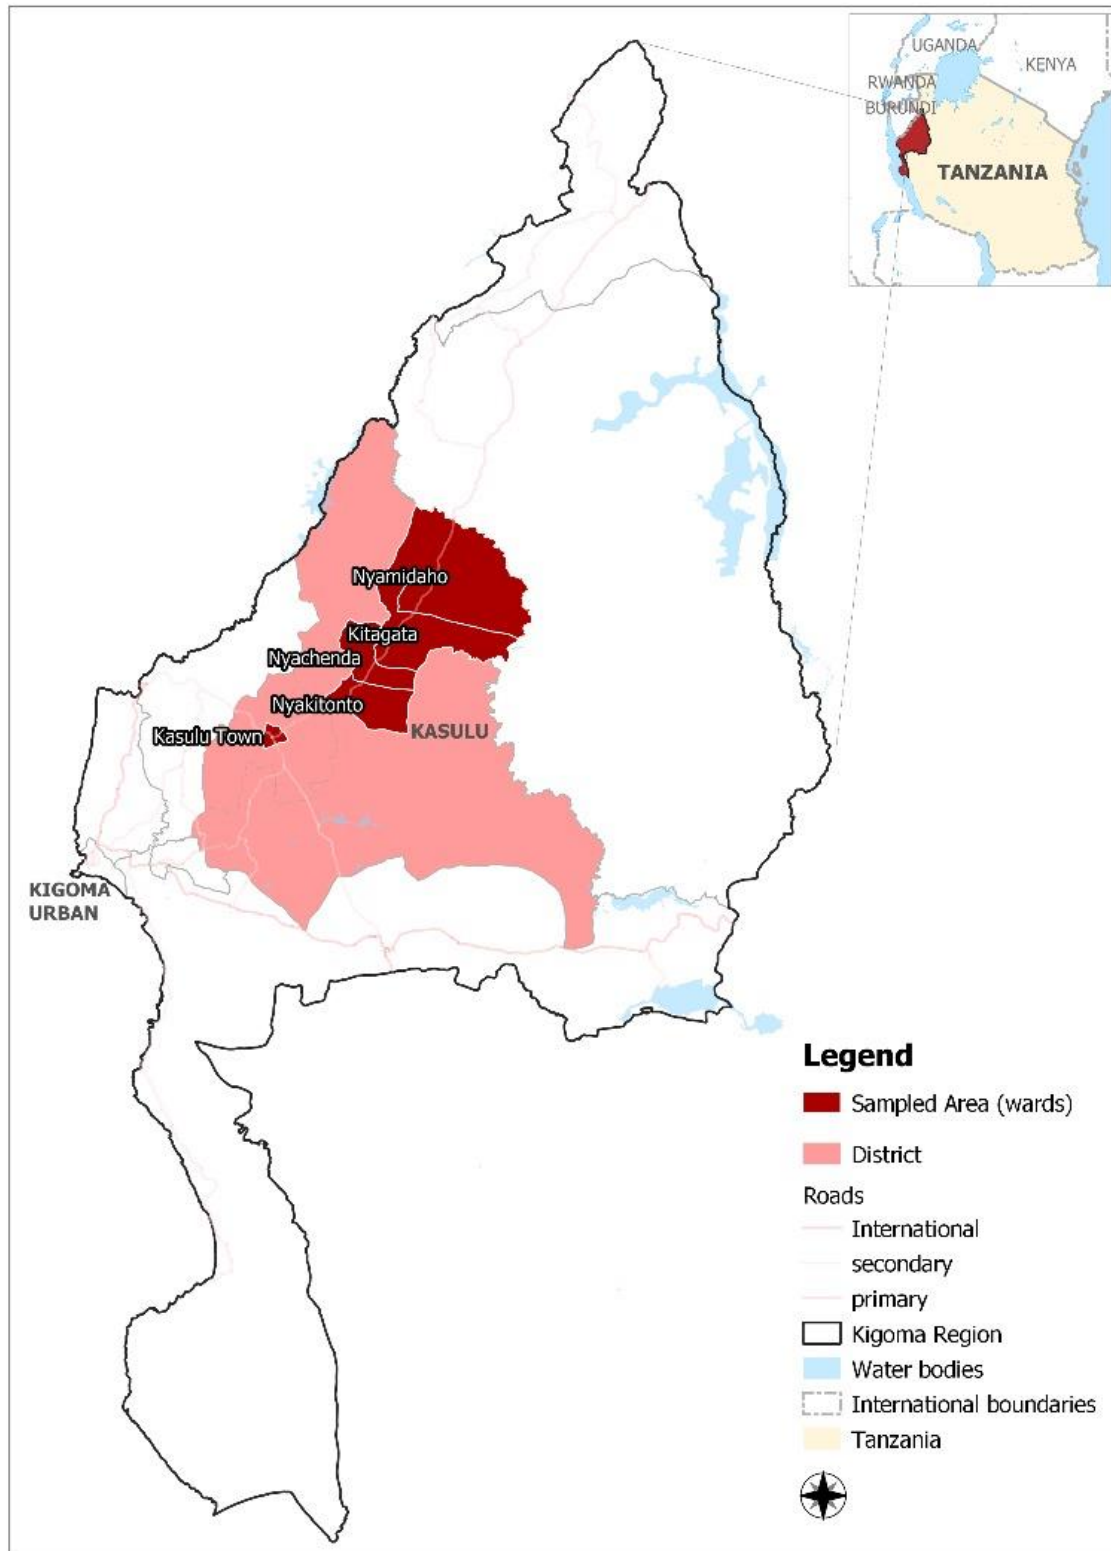 UGANDA
KENYA
RWANDA
BURUNDI
TANZANIA
Nyamidaho
Kitagata
Nyachenda
Nyakitonto
Kasulu Town
KASULU
KIGOMA
URBAN
Legend
Sampled Area (wards)
District
Roads
International
secondary
primary
Kigoma Region
Water bodies
International boundaries
Tanzania